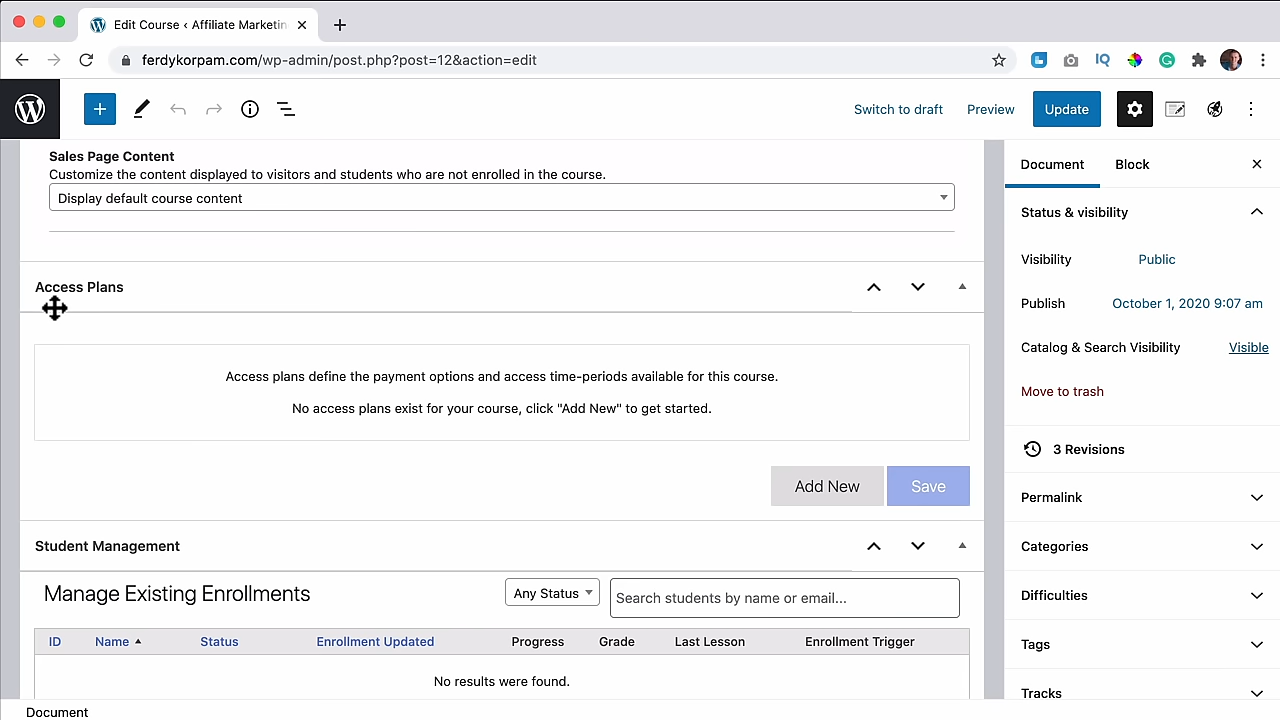 Edit Course ‹ Affiliate Marketin
ferdykorpam.com/wp-admin/post.php?post=12&action=edit
IQ
Switch to draft
Preview
Update
Sales Page Content
Customize the content displayed to visitors and students who are not enrolled in the course.
Display default course content
Access Plans
Access plans define the payment options and access time-periods available for this course.
No access plans exist for your course, click "Add New" to get started.
Add New
Save
Student Management
Manage Existing Enrollments
Any Status
Search students by name or email...
ID Name Status Enrollment Updated Progress Grade Last Lesson Enrollment Trigger
No results were found.
Document
Document Block
Status & visibility
Visibility Public
Publish October 1, 2020 9:07 am
Catalog & Search Visibility Visible
Move to trash
3 Revisions
Permalink
Categories
Difficulties
Tags
Tracks